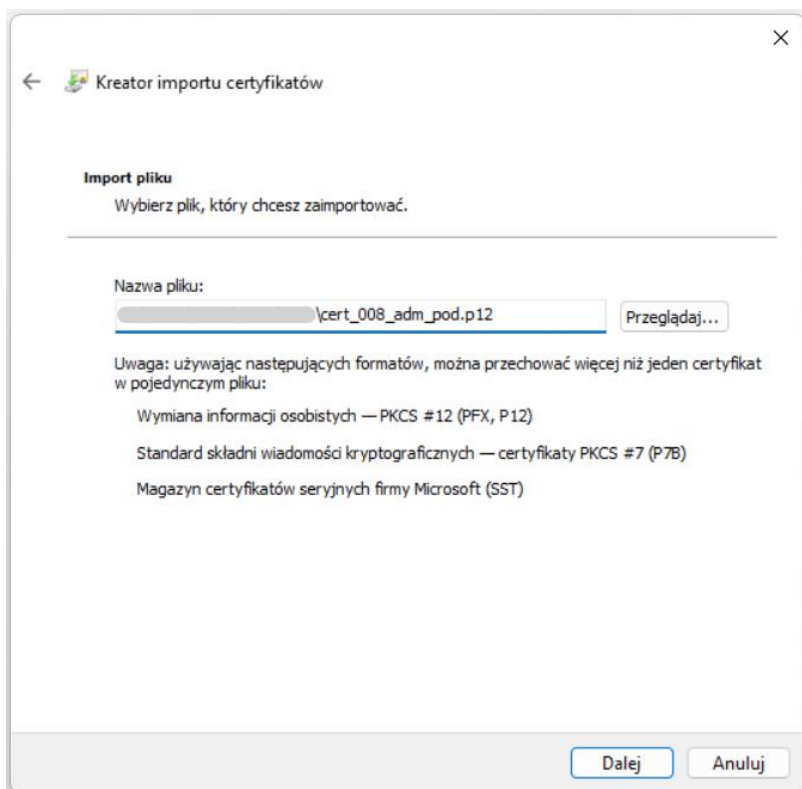 Kreator importu certyfikatów
Import pliku
Wybierz plik, który chcesz zaimportować.
Nazwa pliku:
\cert_008_adm_pod.p12
Przeglądaj...
Uwaga: używając następujących formatów, można przechować więcej niż jeden certyfikat
w pojedynczym pliku:
Wymiana informacji osobistych — PKCS #12 (PFX, P12)
Standard składni wiadomości kryptograficznych — certyfikaty PKCS #7 (P7B)
Magazyn certyfikatów seryjnych firmy Microsoft (SST)
Dalej
Anuluj